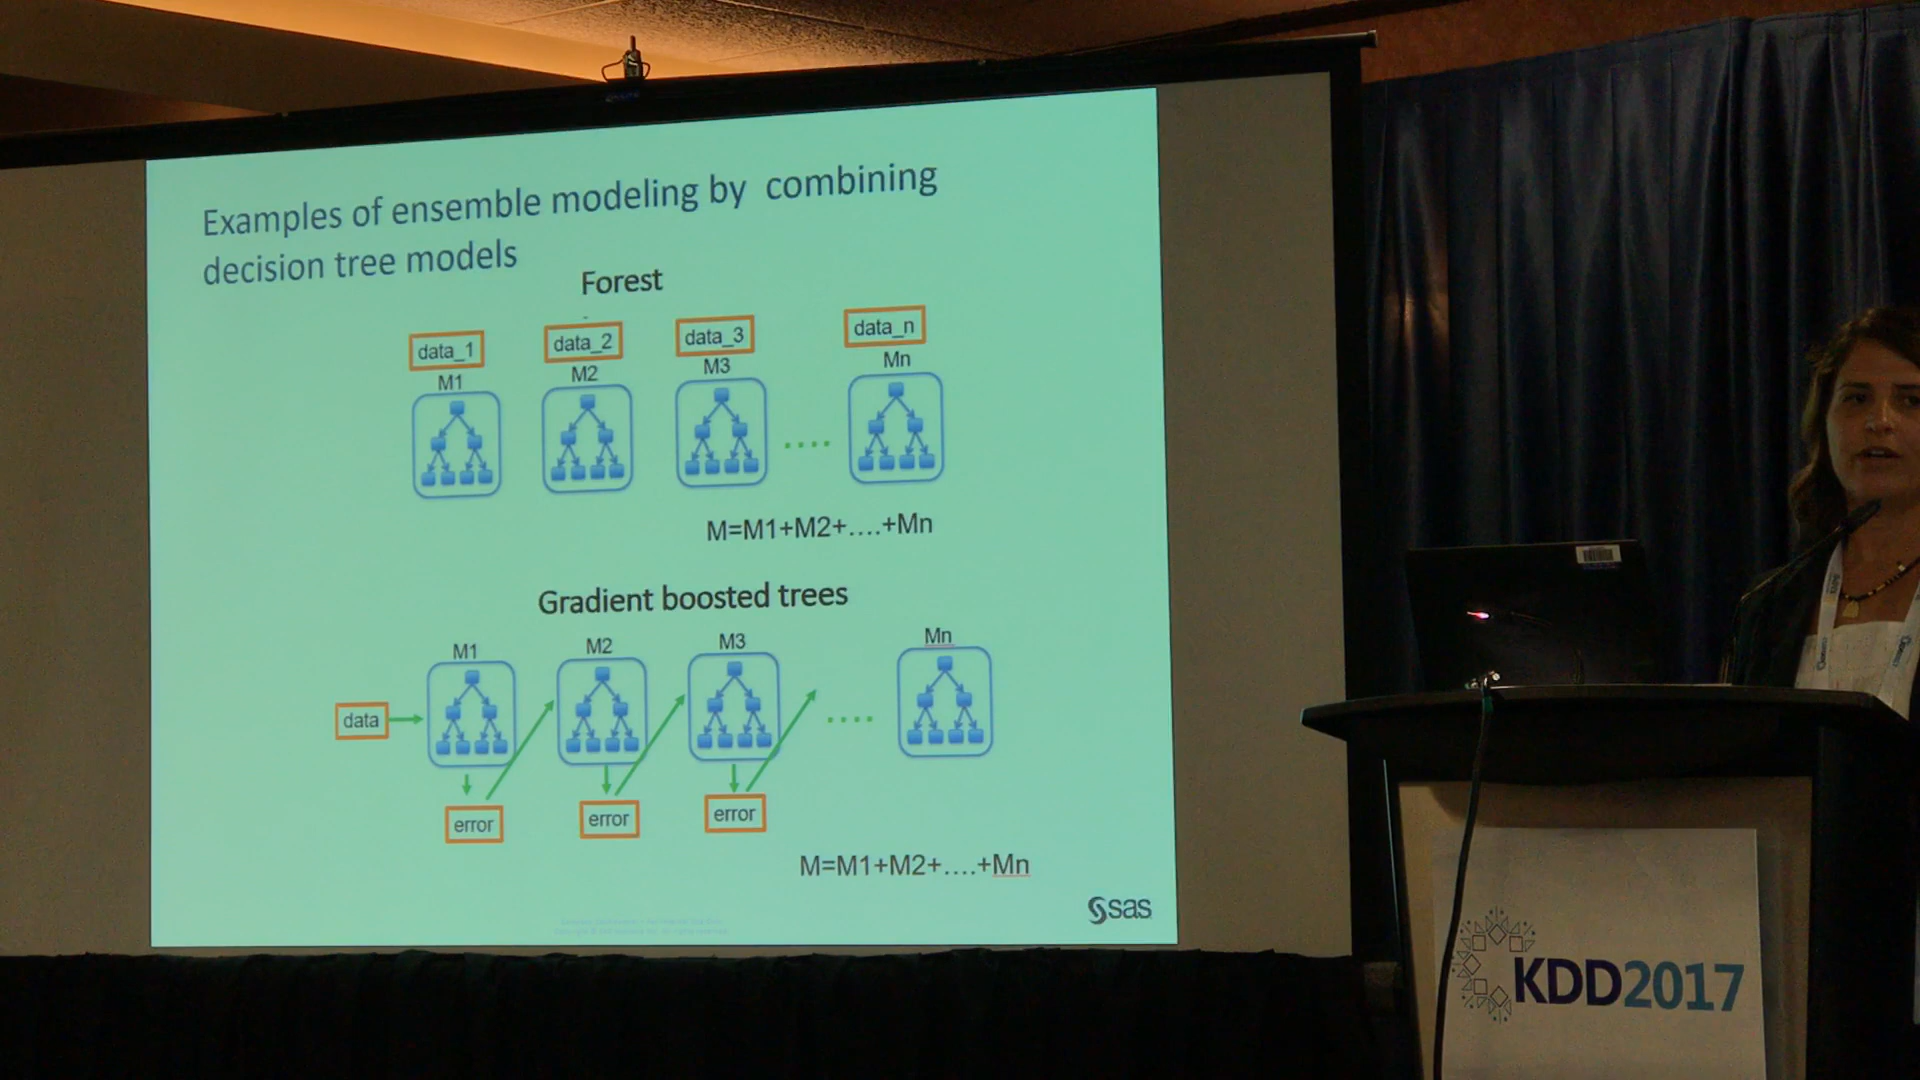 Examples of ensemble modeling by combining
decision tree models
Forest
data_1 data_2 data_3 data_n
M1 M2 M3 Mn
....
M=M1+M2+....+Mn
Gradient boosted trees
M1 M2 M3 Mn
data ....
error error error
M=M1+M2+....+Mn
sas
KDD2017